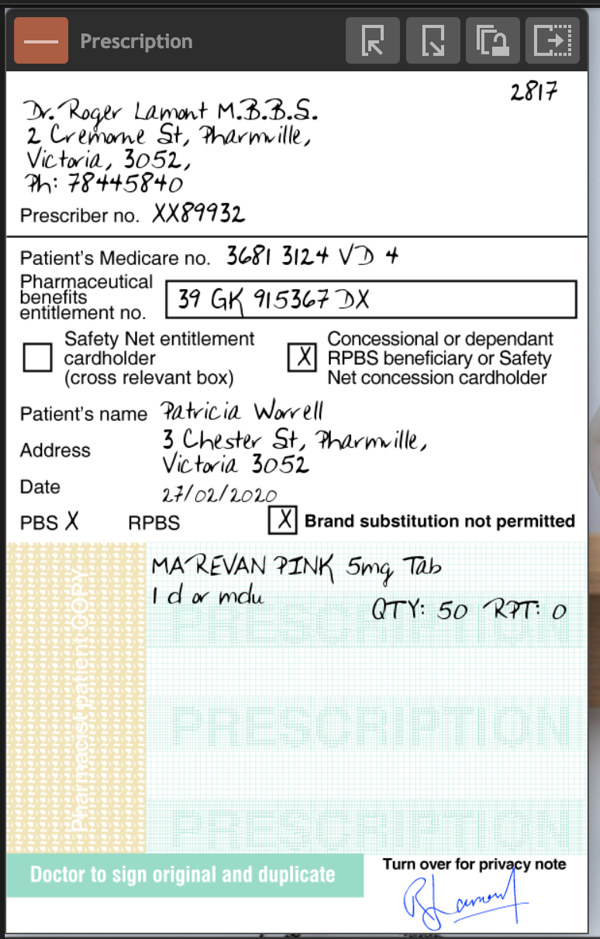 Prescription
2817
Dr. Roger Lamont M.B.B.S.
2 Cremorne St, Pharmville,
Victoria, 3052,
Ph: 78445840
Prescriber no. XX89932
Patient's Medicare no. 3681 3124 VD 4
Pharmaceutical benefits entitlement no. 39 GK 915367 DX
Safety Net entitlement cardholder (cross relevant box)
X Concessional or dependant RPBS beneficiary or Safety Net concession cardholder
Patient's name Patricia Worrell
Address 3 Chester St, Pharmville,
Victoria 3052
Date 27/02/2020
PBS X RPBS X Brand substitution not permitted
MAREVAN PINK 5mg Tab
1 d or mdu
QTY: 50 RPT: 0
PRESCRIPTION
PRESCRIPTION
PRESCRIPTION
Pharmacist patient COPY
Doctor to sign original and duplicate
Turn over for privacy note
RLamont